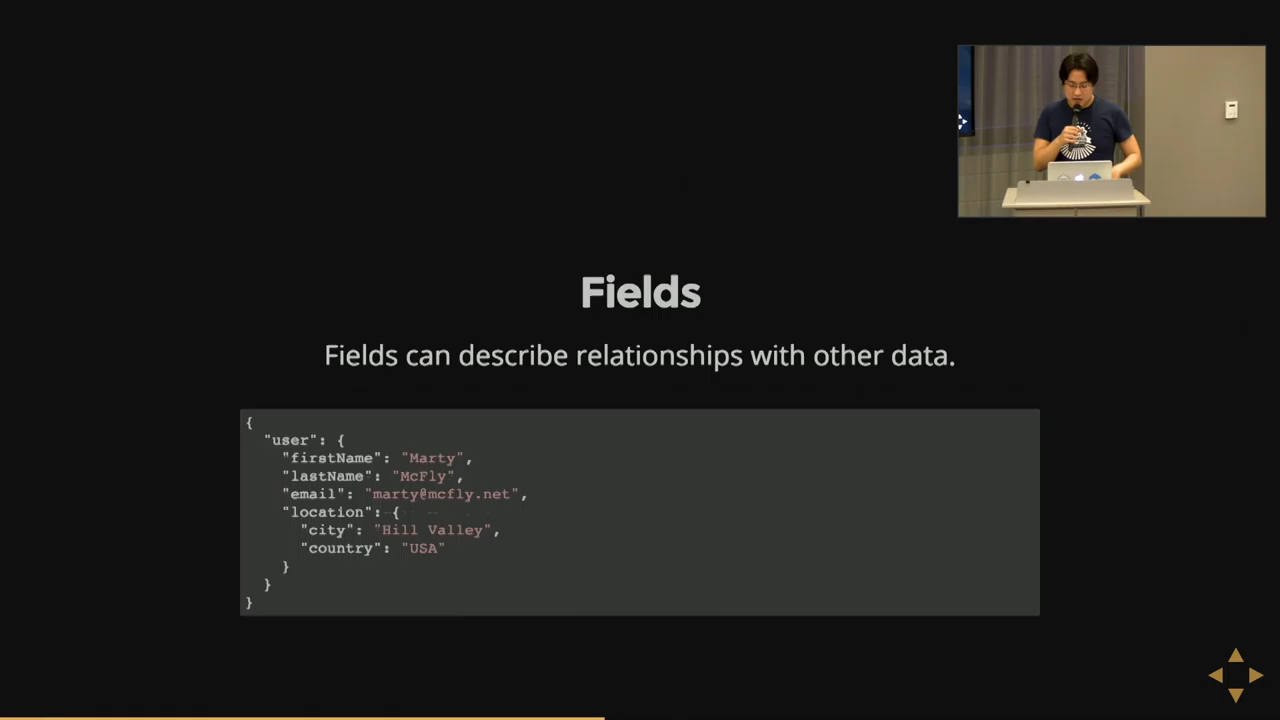 Fields
Fields can describe relationships with other data.
{
  "user": {
    "firstName": "Marty",
    "lastName": "McFly",
    "email": "marty@mcfly.net",
    "location": {
      "city": "Hill Valley",
      "country": "USA"
    }
  }
}